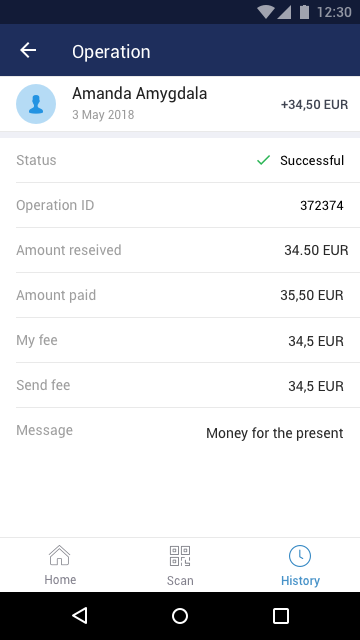 12:30
Operation
Amanda Amygdala
3 May 2018
+34,50 EUR
Status Successful
Operation ID 372374
Amount reseived 34.50 EUR
Amount paid 35,50 EUR
My fee 34,5 EUR
Send fee 34,5 EUR
Message Money for the present
Home Scan History